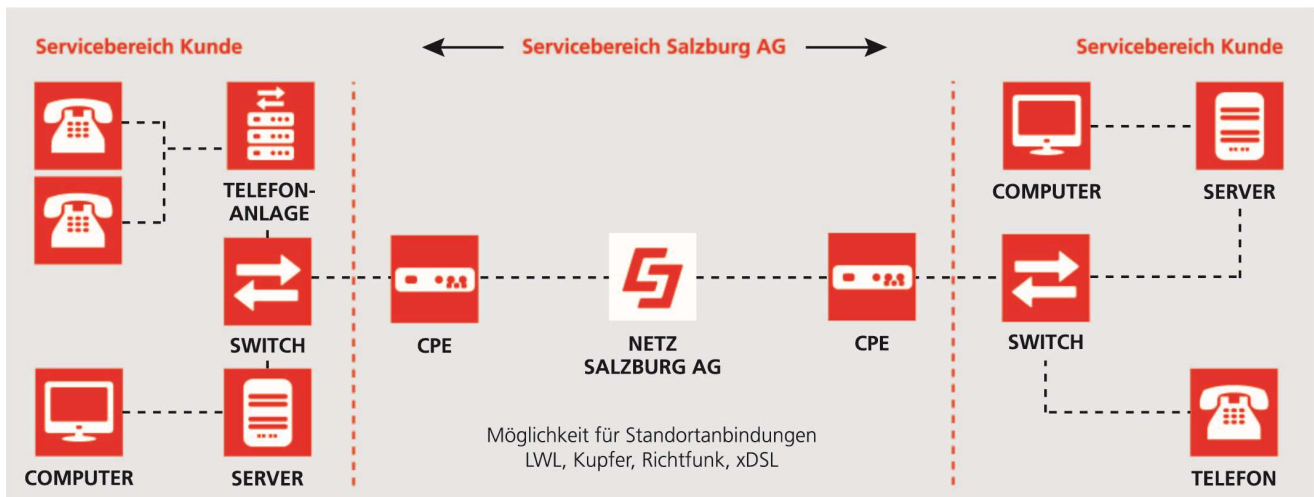 Servicebereich Kunde
Servicebereich Salzburg AG
Servicebereich Kunde
TELEFON-
ANLAGE
SWITCH
COMPUTER
SERVER
CPE
NETZ
SALZBURG AG
CPE
Möglichkeit für Standortanbindungen
LWL, Kupfer, Richtfunk, xDSL
COMPUTER
SERVER
SWITCH
TELEFON